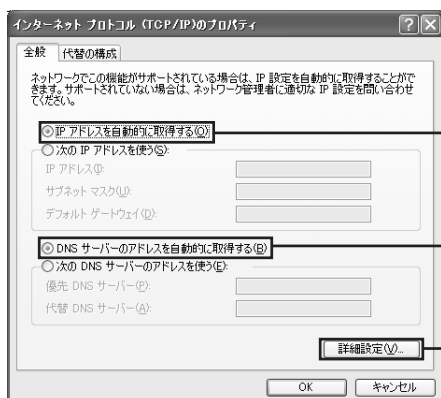 インターネット プロトコル (TCP/IP)のプロパティ
全般 代替の構成
ネットワークでこの機能がサポートされている場合は、IP 設定を自動的に取得することがで
きます。サポートされていない場合は、ネットワーク管理者に適切な IP 設定を問い合わせ
てください。
IP アドレスを自動的に取得する(O)
次の IP アドレスを使う(S):
IP アドレス(I):
サブネット マスク(U):
デフォルト ゲートウェイ(D):
DNS サーバーのアドレスを自動的に取得する(B)
次の DNS サーバーのアドレスを使う(E):
優先 DNS サーバー(P):
代替 DNS サーバー(A):
詳細設定(V)...
OK キャンセル